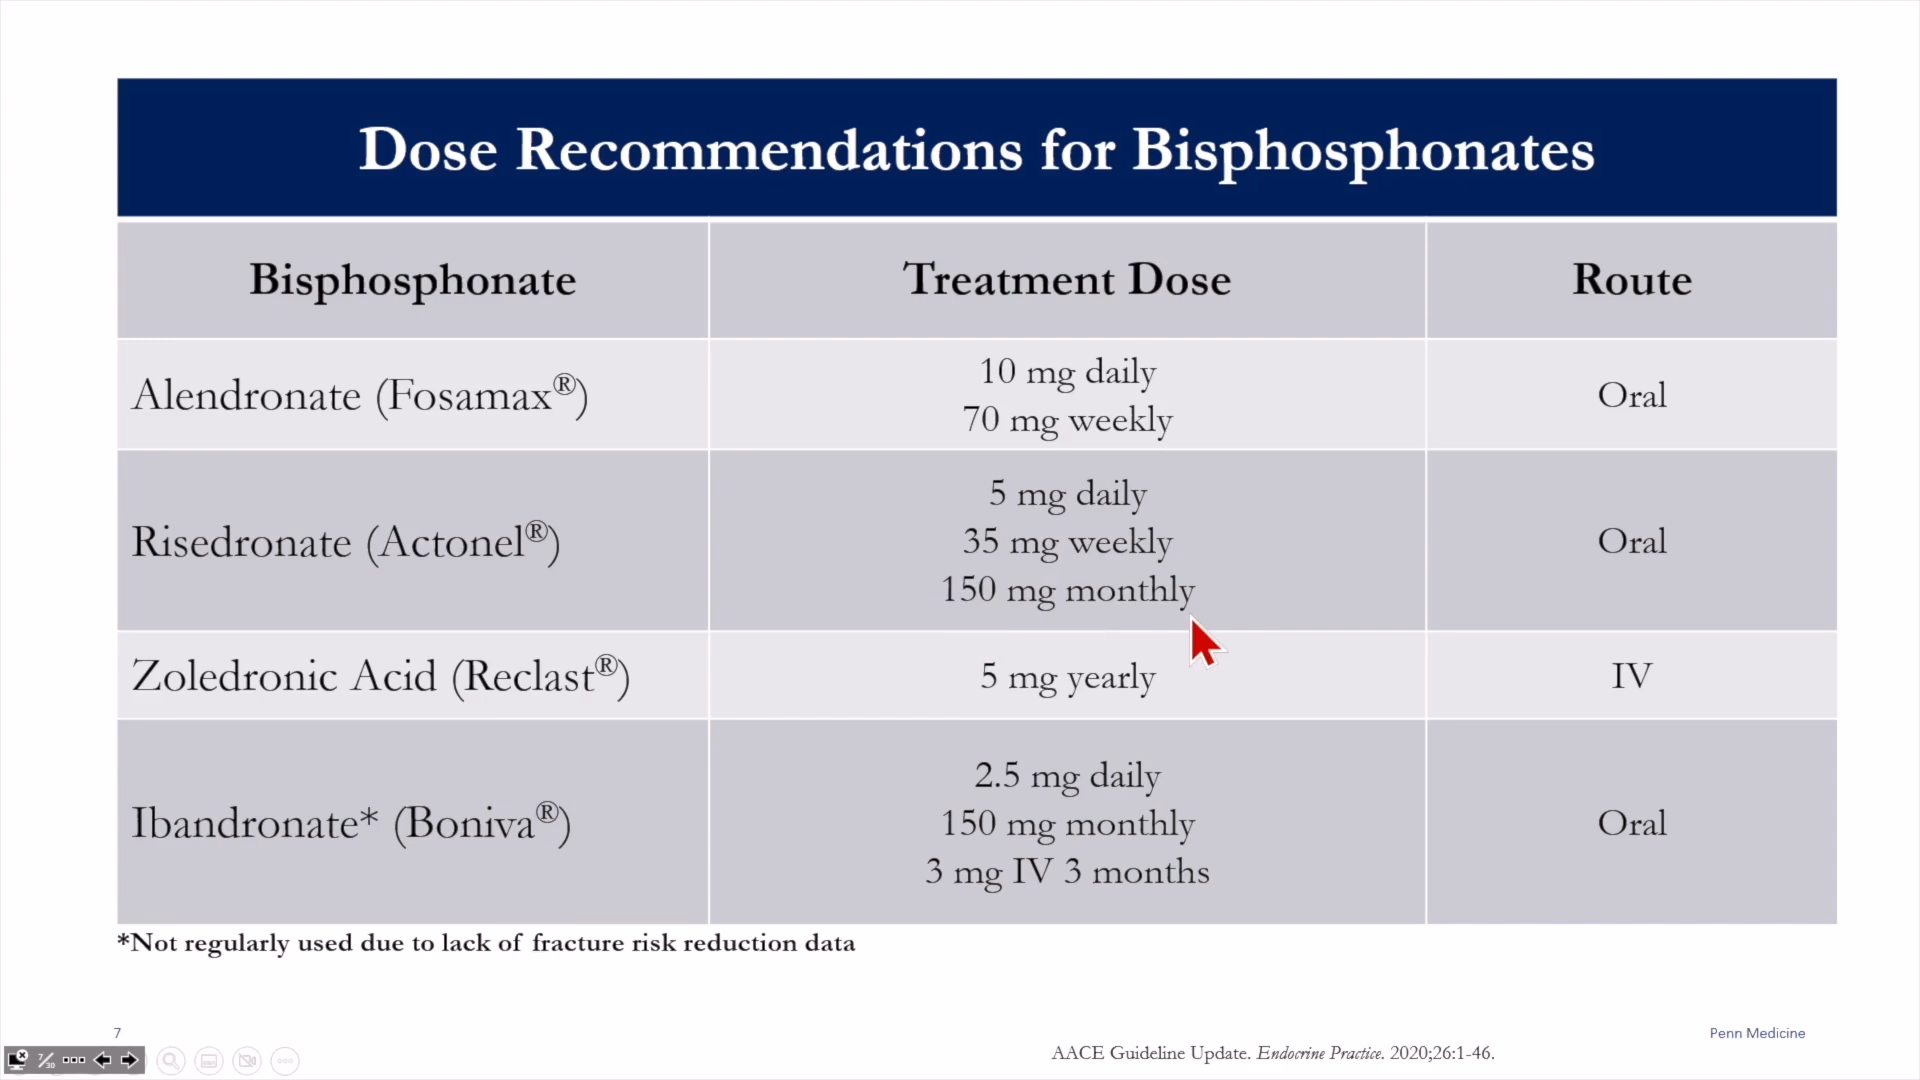 Dose Recommendations for Bisphosphonates
Bisphosphonate Treatment Dose Route
Alendronate (Fosamax®) 10 mg daily Oral
70 mg weekly
Risedronate (Actonel®) 5 mg daily Oral
35 mg weekly
150 mg monthly
Zoledronic Acid (Reclast®) 5 mg yearly IV
Ibandronate* (Boniva®) 2.5 mg daily Oral
150 mg monthly
3 mg IV 3 months
*Not regularly used due to lack of fracture risk reduction data
7
Penn Medicine
AACE Guideline Update. Endocrine Practice. 2020;26:1-46.
7/30